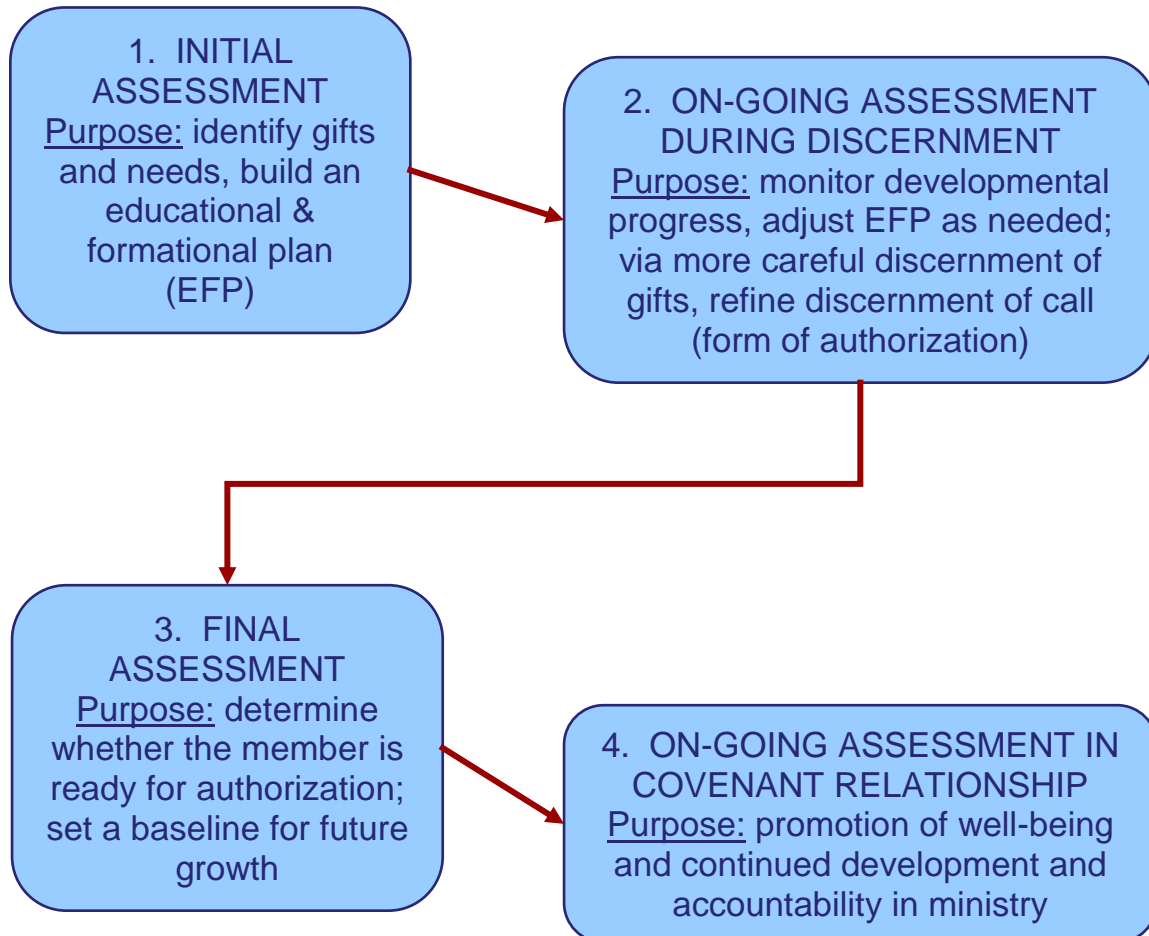 1. INITIAL
ASSESSMENT
Purpose: identify gifts
and needs, build an
educational &
formational plan
(EFP)
2. ON-GOING ASSESSMENT
DURING DISCERNMENT
Purpose: monitor developmental
progress, adjust EFP as needed;
via more careful discernment of
gifts, refine discernment of call
(form of authorization)
3. FINAL
ASSESSMENT
Purpose: determine
whether the member is
ready for authorization;
set a baseline for future
growth
4. ON-GOING ASSESSMENT IN
COVENANT RELATIONSHIP
Purpose: promotion of well-being
and continued development and
accountability in ministry